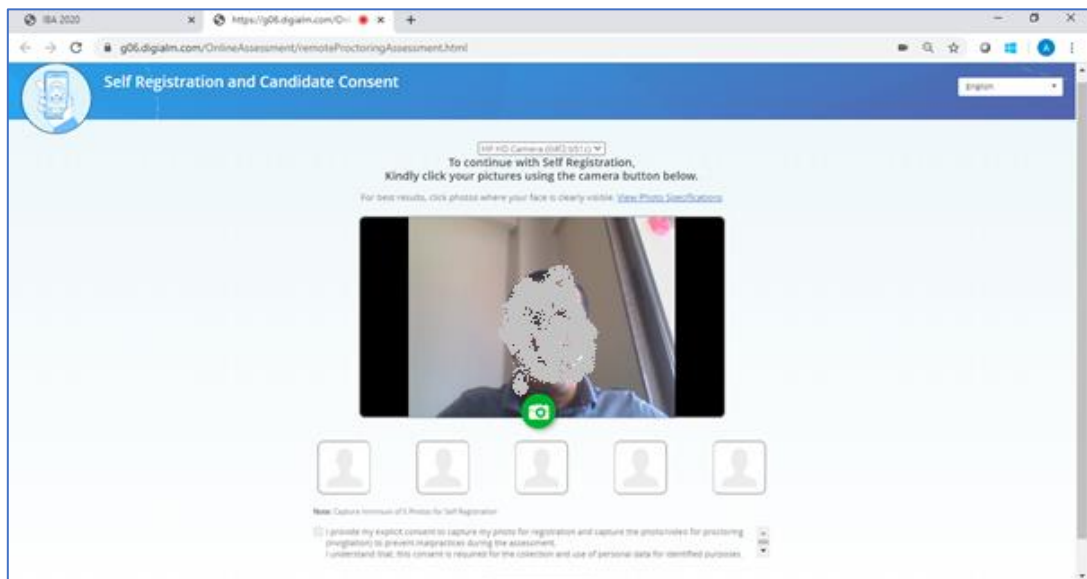 IBA 2020
https://g06.digialm.com/Onl
g06.digialm.com/OnlineAssessment/remoteProctoringAssessment.html
A
Self Registration and Candidate Consent
English
HP HD Camera
To continue with Self Registration,
Kindly click your pictures using the camera button below.
For best results, click photos where your face is clearly visible. View Photo Specifications
Note: Capture minimum of 5 Photos for Self Registration
I provide my explicit consent to capture my photo for registration and capture the photo/video for proctoring
(invigilation) to prevent malpractices during the assessment.
I understand that, this consent is required for the collection and use of personal data for identified purposes